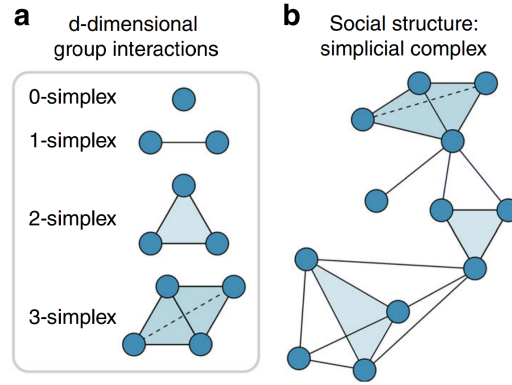 a
d-dimensional
group interactions
0-simplex
1-simplex
2-simplex
3-simplex
b
Social structure:
simplicial complex